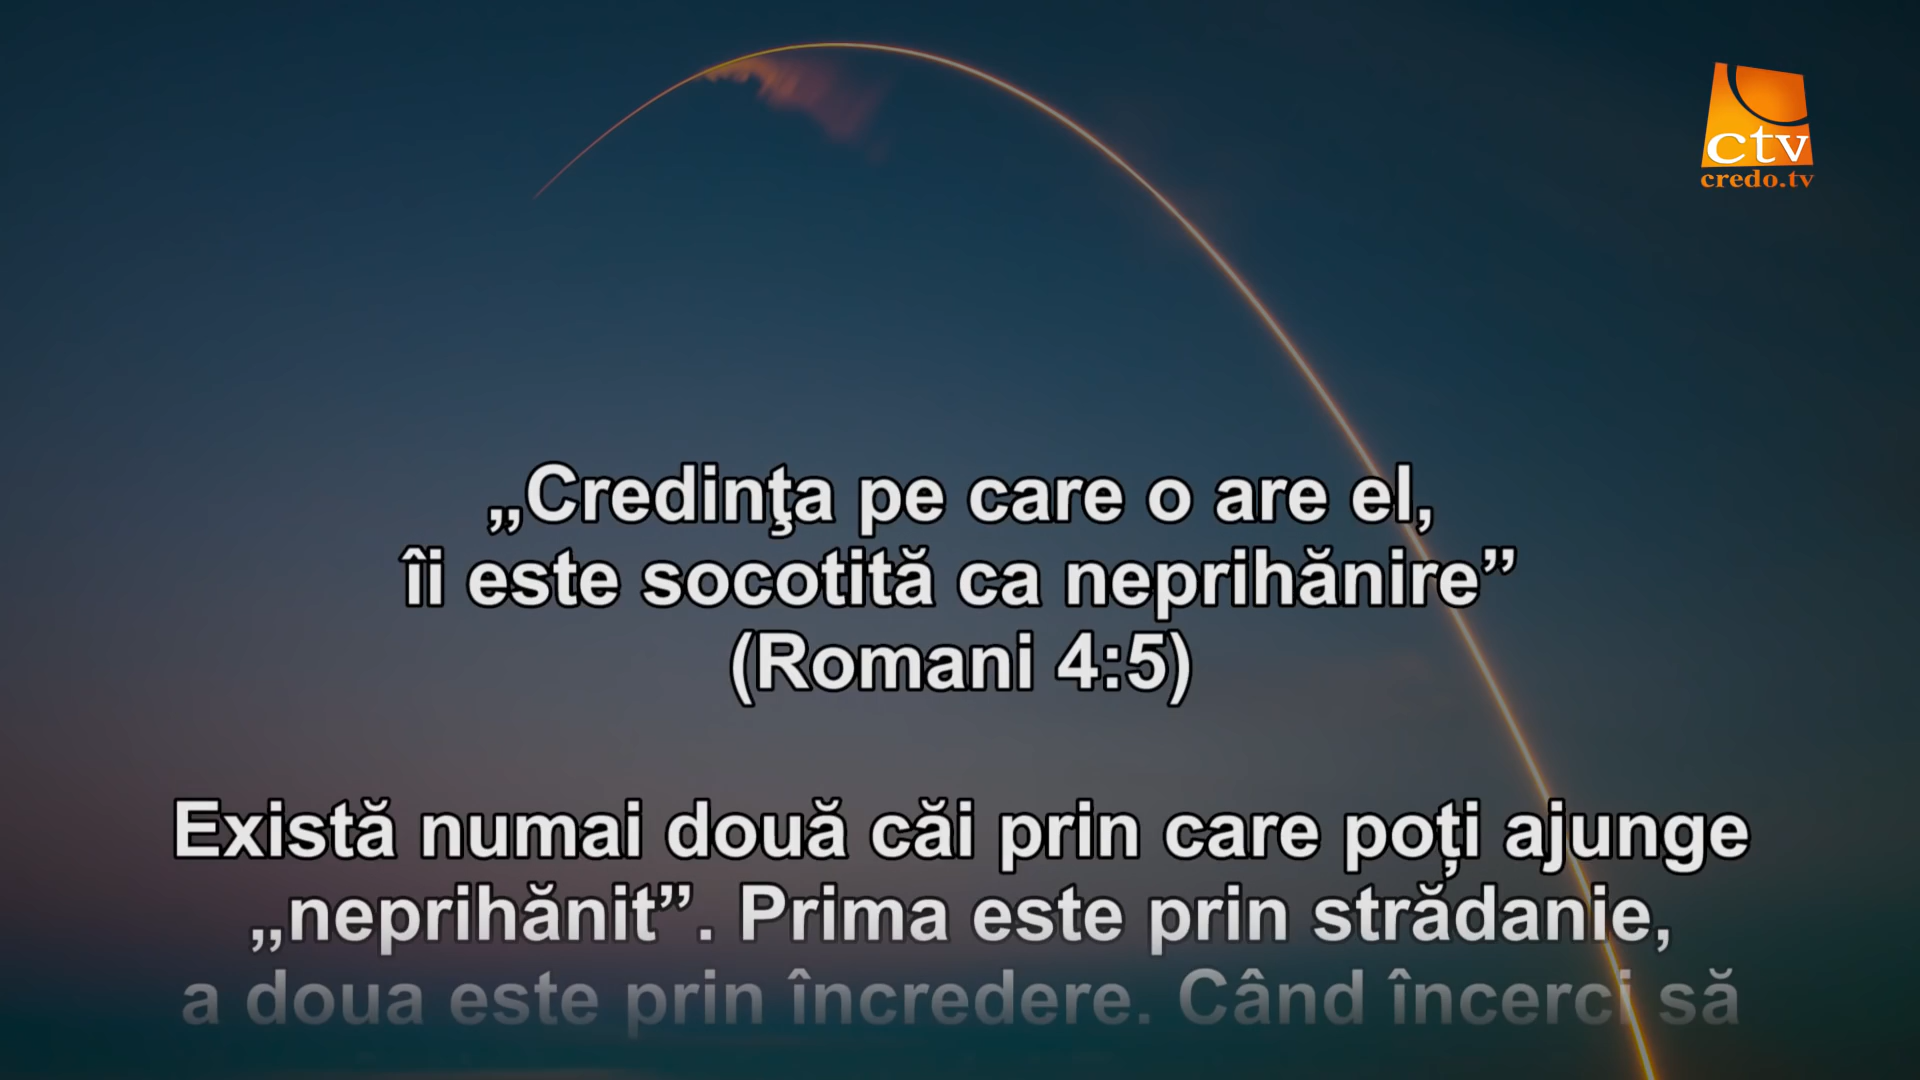 ctv
credo.tv
„Credinţa pe care o are el,
îi este socotită ca neprihănire”
(Romani 4:5)
Există numai două căi prin care poți ajunge
„neprihănit”. Prima este prin strădanie,
a doua este prin încredere. Când încerci să